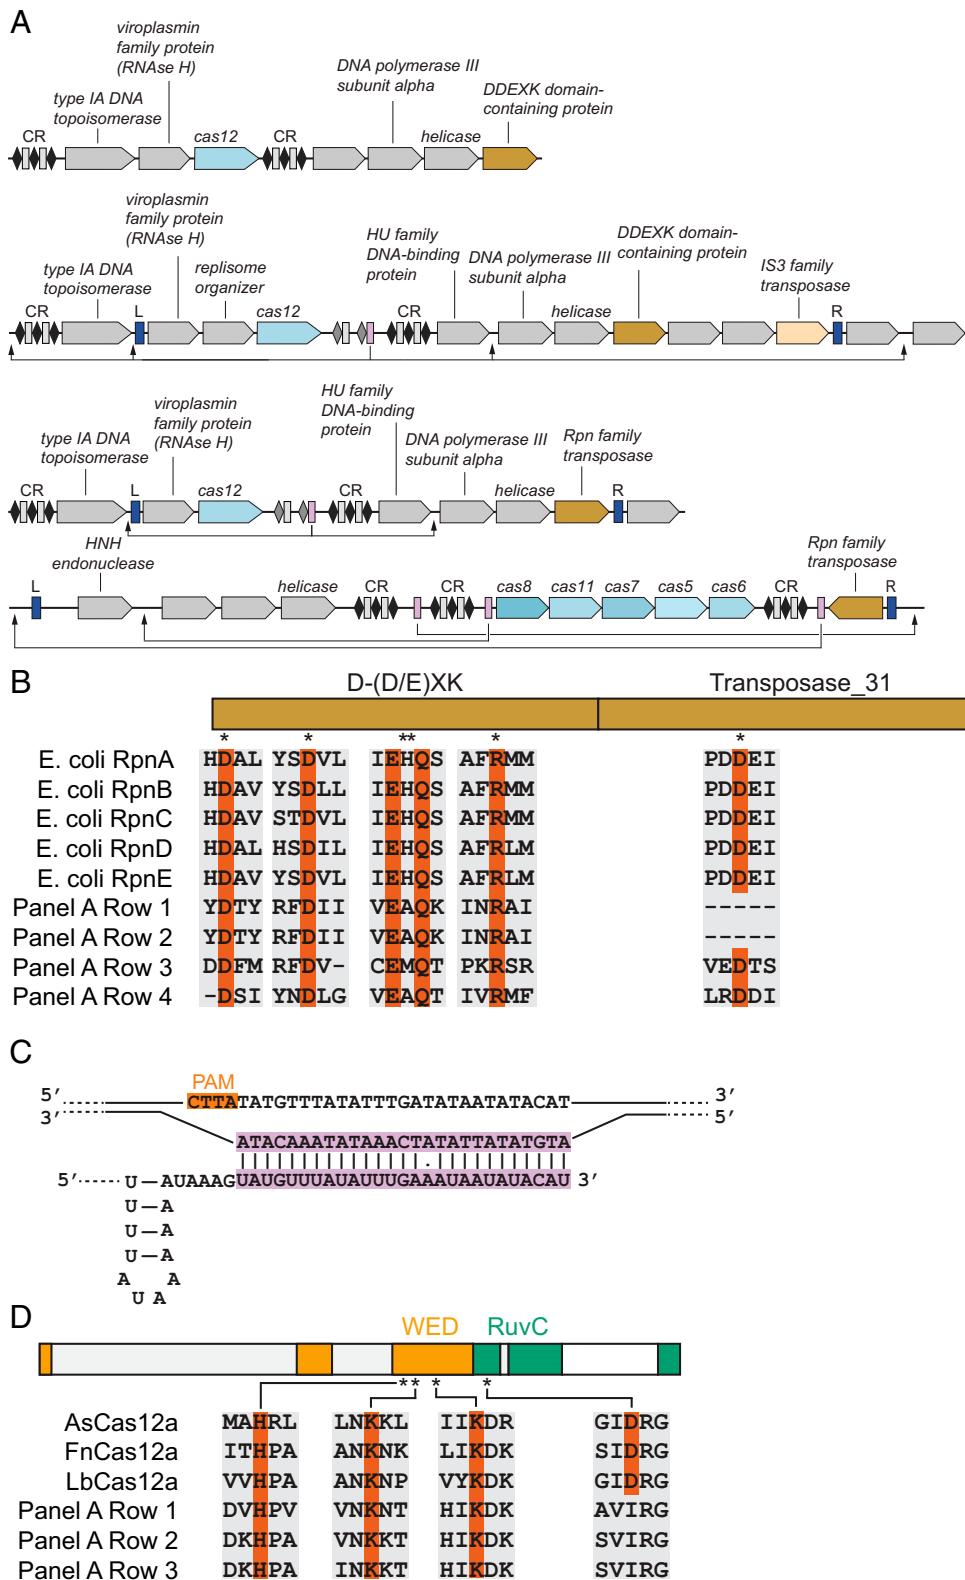 A
viroplasmin
family protein
(RNAse H)
type IA DNA
topoisomerase
DNA polymerase III
subunit alpha
DDEXK domain-
containing protein
CR
cas12
CR
helicase
viroplasmin
family protein
(RNAse H)
HU family
DNA-binding
protein
DDEXK domain-
containing protein
type IA DNA
topoisomerase
replisome
organizer
DNA polymerase III
subunit alpha
IS3 family
transposase
CR
L
cas12
CR
helicase
R
viroplasmin
family protein
(RNAse H)
HU family
DNA-binding
protein
type IA DNA
topoisomerase
DNA polymerase III
subunit alpha
Rpn family
transposase
CR
L
cas12
CR
helicase
R
HNH
endonuclease
Rpn family
transposase
L
helicase
CR
CR
cas8
cas11
cas7
cas5
cas6
CR
R
B
D-(D/E)XK Transposase_31
* * ** * *
E. coli RpnA HDAL YSDVL IEHQS AFRMM PDDEI
E. coli RpnB HDAV YSDLL IEHQS AFRMM PDDEI
E. coli RpnC HDAV STDVL IEHQS AFRMM PDDEI
E. coli RpnD HDAL HSDIL IEHQS AFRLM PDDEI
E. coli RpnE HDAV YSDVL IEHQS AFRLM PDDEI
Panel A Row 1 YDTY RFDII VEAQK INRAI -----
Panel A Row 2 YDTY RFDII VEAQK INRAI -----
Panel A Row 3 DDFM RFDV- CEMQT PKRSR VEDTS
Panel A Row 4 -DSI YNDLG VEAQT IVRMF LRDDI
C
PAM
5′ CTTATATGTTTATATTTGATATAATATACAT 3′
3′ 5′
ATACAAATATAAACTATATTATATGTA
5′ U—AUAAAGUAUGUUUAUAUUUGAAAUAAUAUACAU 3′
U—A
U—A
U—A
A A
U A
D
WED RuvC
** * *
AsCas12a MAHRL LNKKL IIKDR GIDRG
FnCas12a ITHPA ANKNK LIKDK SIDRG
LbCas12a VVHPA ANKNP VYKDK GIDRG
Panel A Row 1 DVHPV VNKNT HIKDK AVIRG
Panel A Row 2 DKHPA VNKKT HIKDK SVIRG
Panel A Row 3 DKHPA INKKT HIKDK SVIRG